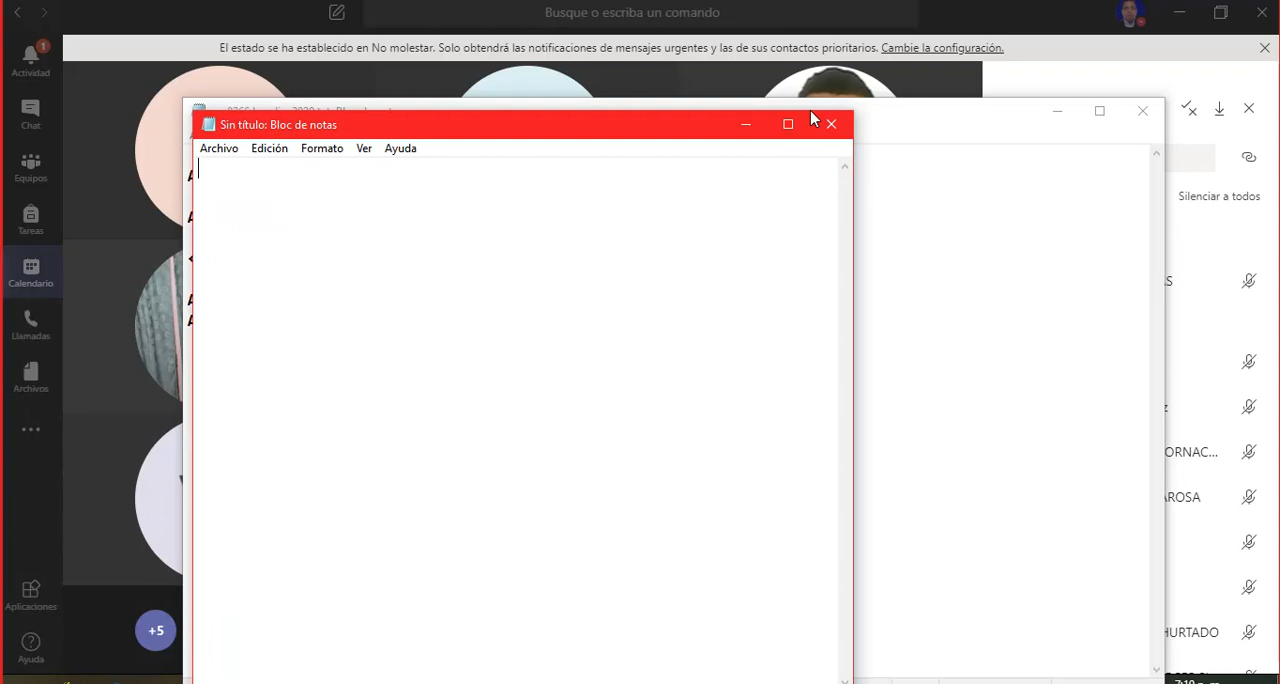 Busque o escriba un comando
El estado se ha establecido en No molestar. Solo obtendrá las notificaciones de mensajes urgentes y las de sus contactos prioritarios. Cambie la configuración.
1
Actividad
Chat
Equipos
Tareas
Calendario
Llamadas
Archivos
Aplicaciones
Ayuda
Sin título: Bloc de notas
Archivo Edición Formato Ver Ayuda
+5
Silenciar a todos
AS
z
ORNAC...
AROSA
HURTADO